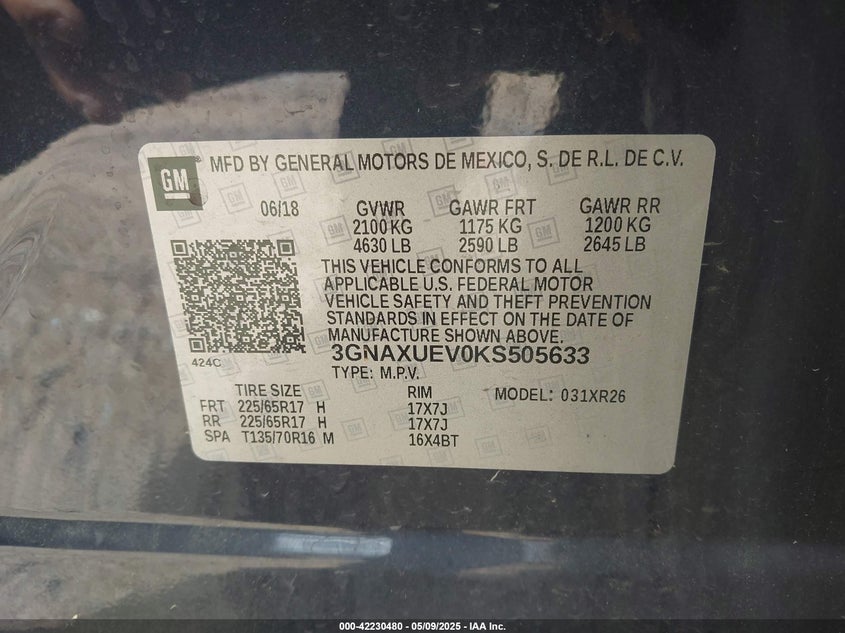 GM
MFD BY GENERAL MOTORS DE MEXICO, S. DE R.L. DE C.V.
06/18 GVWR GAWR FRT GAWR RR
2100 KG 1175 KG 1200 KG
4630 LB 2590 LB 2645 LB
THIS VEHICLE CONFORMS TO ALL
APPLICABLE U.S. FEDERAL MOTOR
VEHICLE SAFETY AND THEFT PREVENTION
STANDARDS IN EFFECT ON THE DATE OF
MANUFACTURE SHOWN ABOVE.
424C 3GNAXUEV0KS505633
TYPE: M.P.V.
TIRE SIZE RIM MODEL: 031XR26
FRT 225/65R17 H 17X7J
RR 225/65R17 H 17X7J
SPA T135/70R16 M 16X4BT
000-42230480 - 05/09/2025 - IAA Inc.